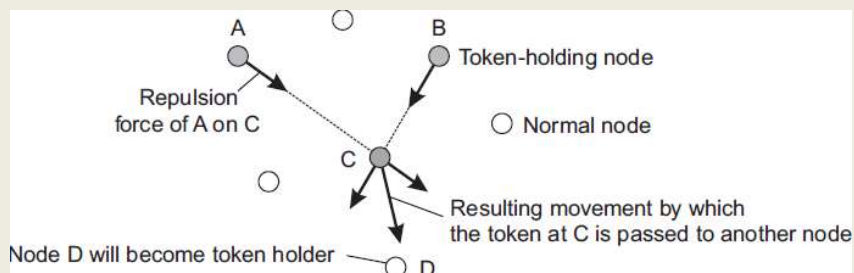 A
B
Token-holding node
Repulsion
force of A on C
Normal node
C
Resulting movement by which
the token at C is passed to another node
Node D will become token holder
D